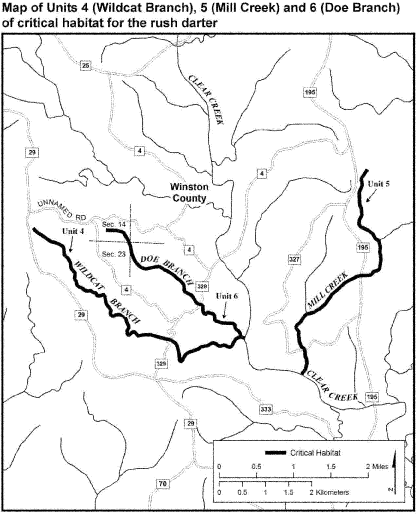 Map of Units 4 (Wildcat Branch), 5 (Mill Creek) and 6 (Doe Branch)
of critical habitat for the rush darter
25
CLEAR CREEK
195
29
4
4
Unit 5
Winston
County
UNNAMED RD
Unit 4
Sec. 14
Sec. 23
DOE BRANCH
4
327
195
WILDCAT BRANCH
4
329
Unit 6
MILL CREEK
29
329
CLEAR CREEK
195
333
29
70
Critical Habitat
0 0.5 1 2 Miles
0 0.5 1 1.5 2 Kilometers
N